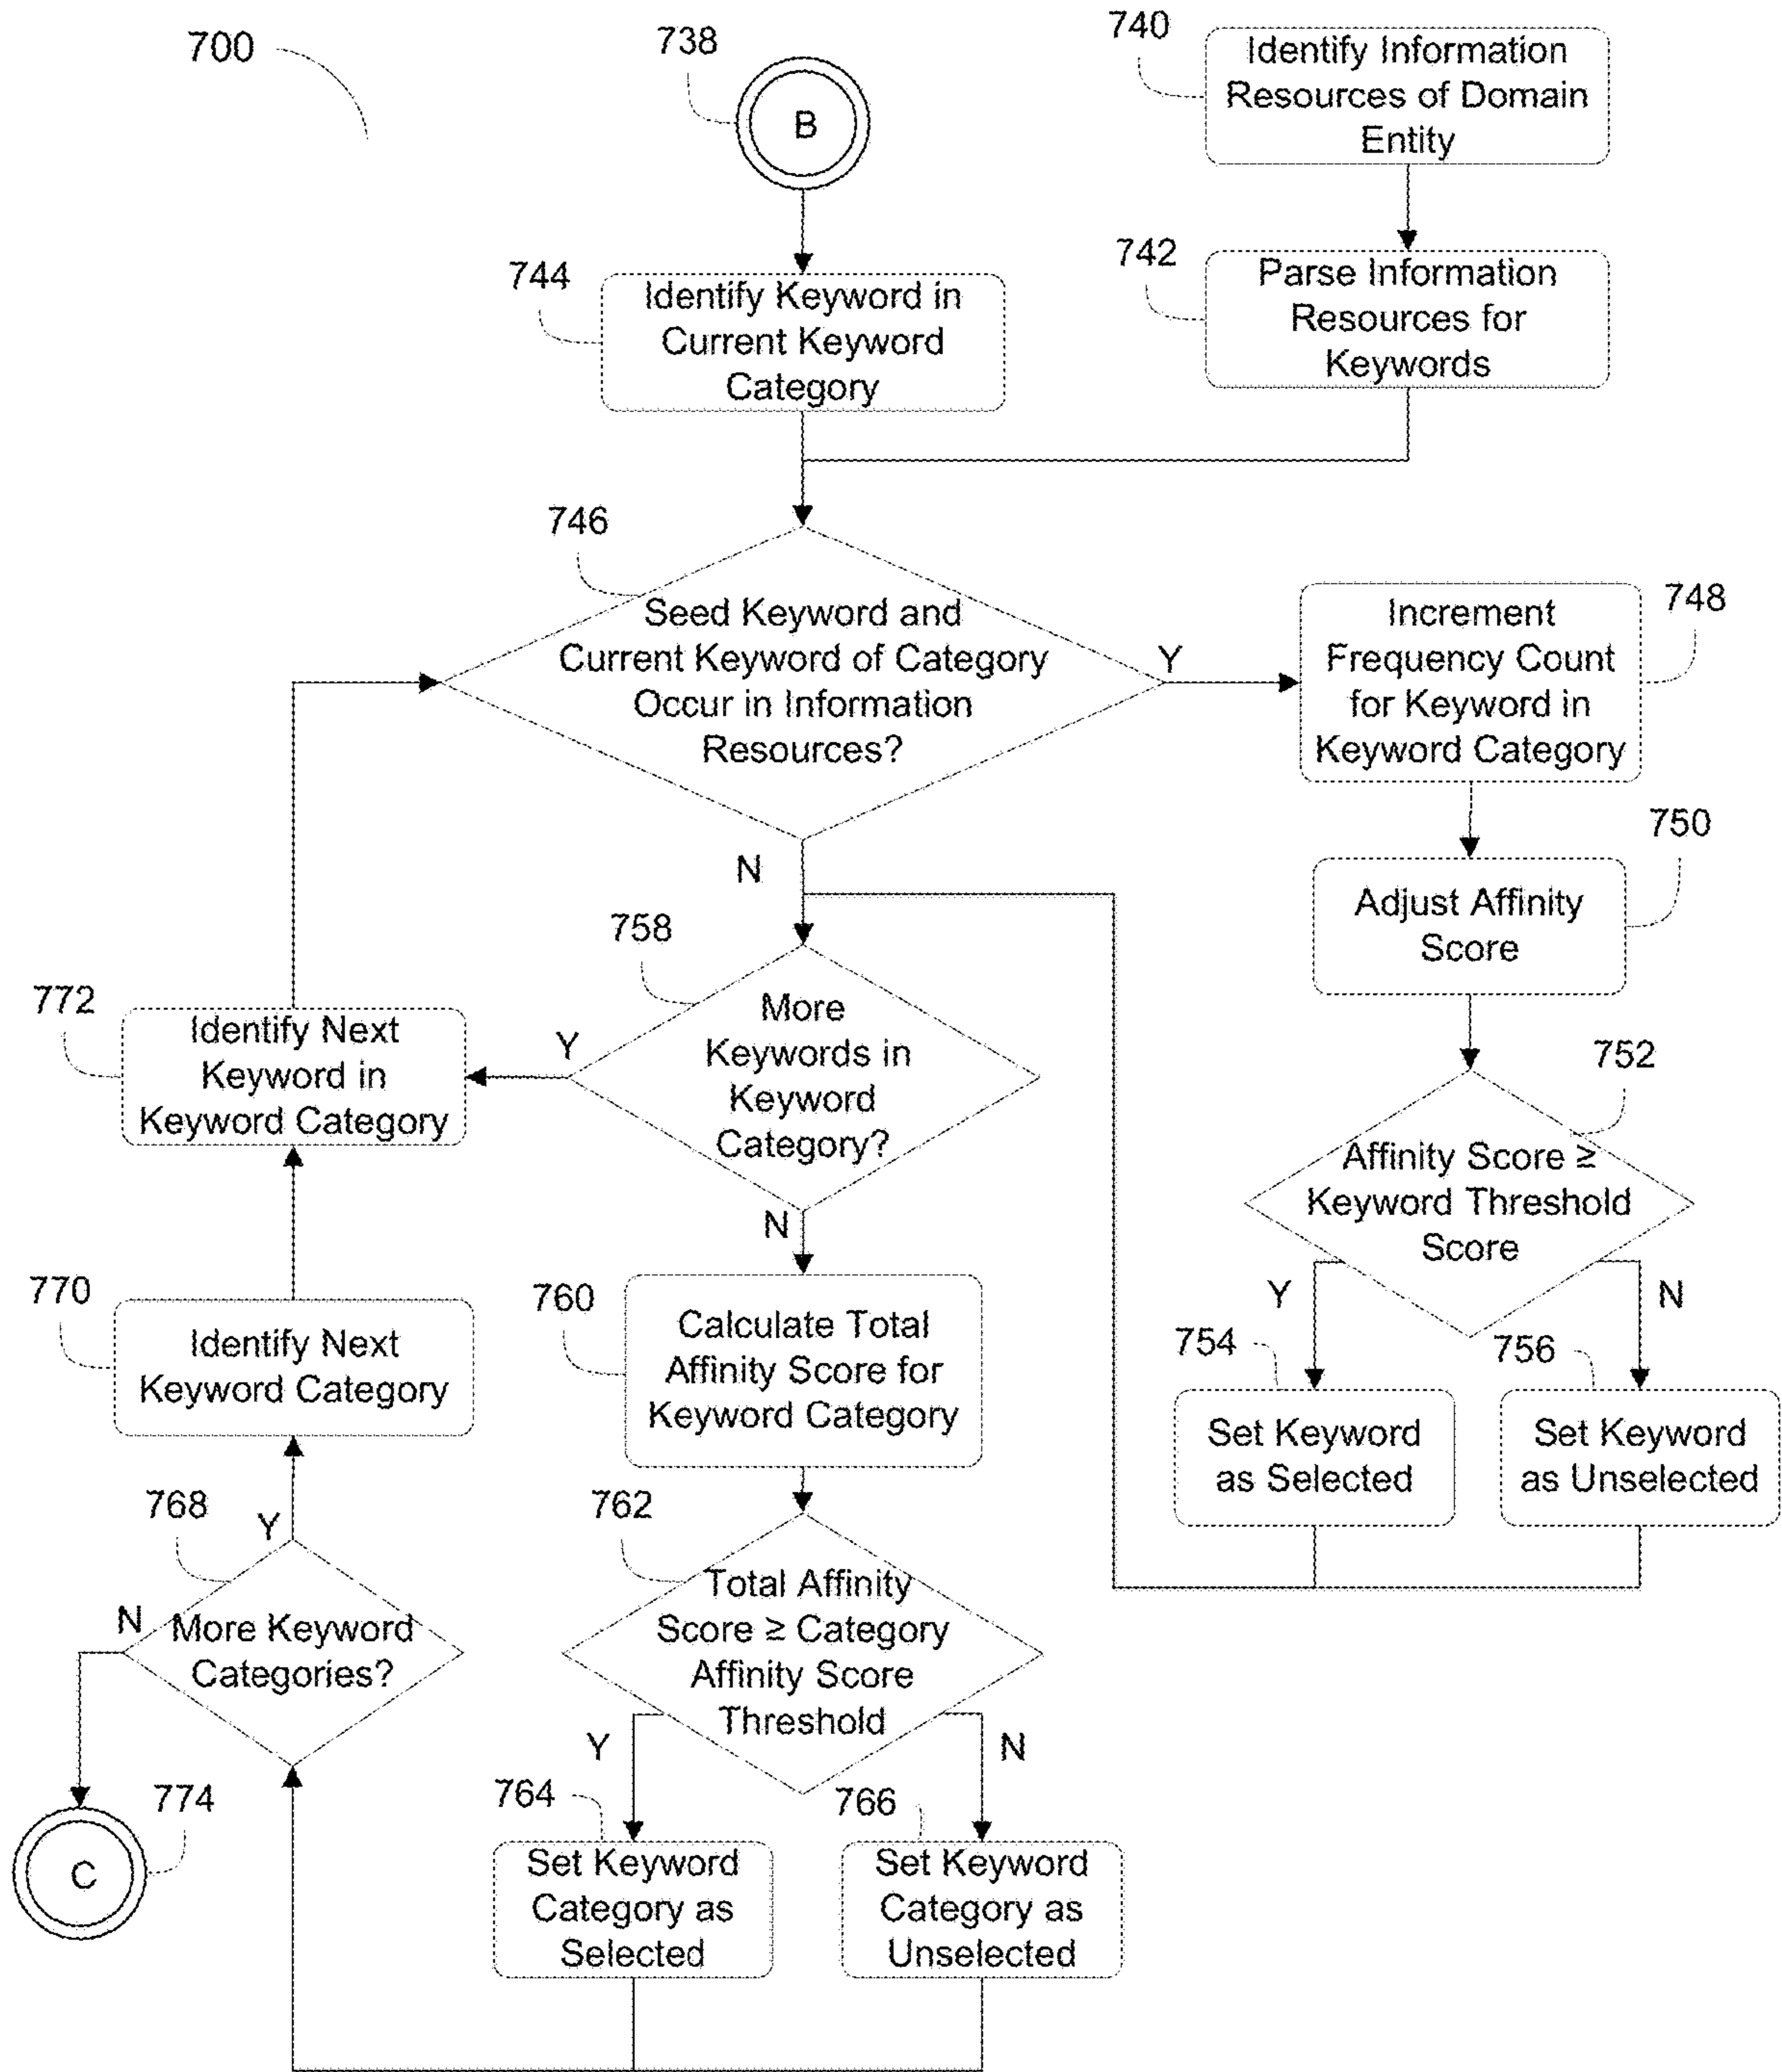 700
738
B
740
Identify Information
Resources of Domain
Entity
742
Parse Information
Resources for
Keywords
744
Identify Keyword in
Current Keyword
Category
746
Seed Keyword and
Current Keyword of Category
Occur in Information
Resources?
Y
N
748
Increment
Frequency Count
for Keyword in
Keyword Category
750
Adjust Affinity
Score
752
Affinity Score ≥
Keyword Threshold
Score
Y
N
754
Set Keyword
as Selected
756
Set Keyword
as Unselected
758
More
Keywords in
Keyword
Category?
Y
N
772
Identify Next
Keyword in
Keyword Category
770
Identify Next
Keyword Category
760
Calculate Total
Affinity Score for
Keyword Category
762
Total Affinity
Score ≥ Category
Affinity Score
Threshold
Y
N
764
Set Keyword
Category as
Selected
766
Set Keyword
Category as
Unselected
768
More Keyword
Categories?
Y
N
774
C